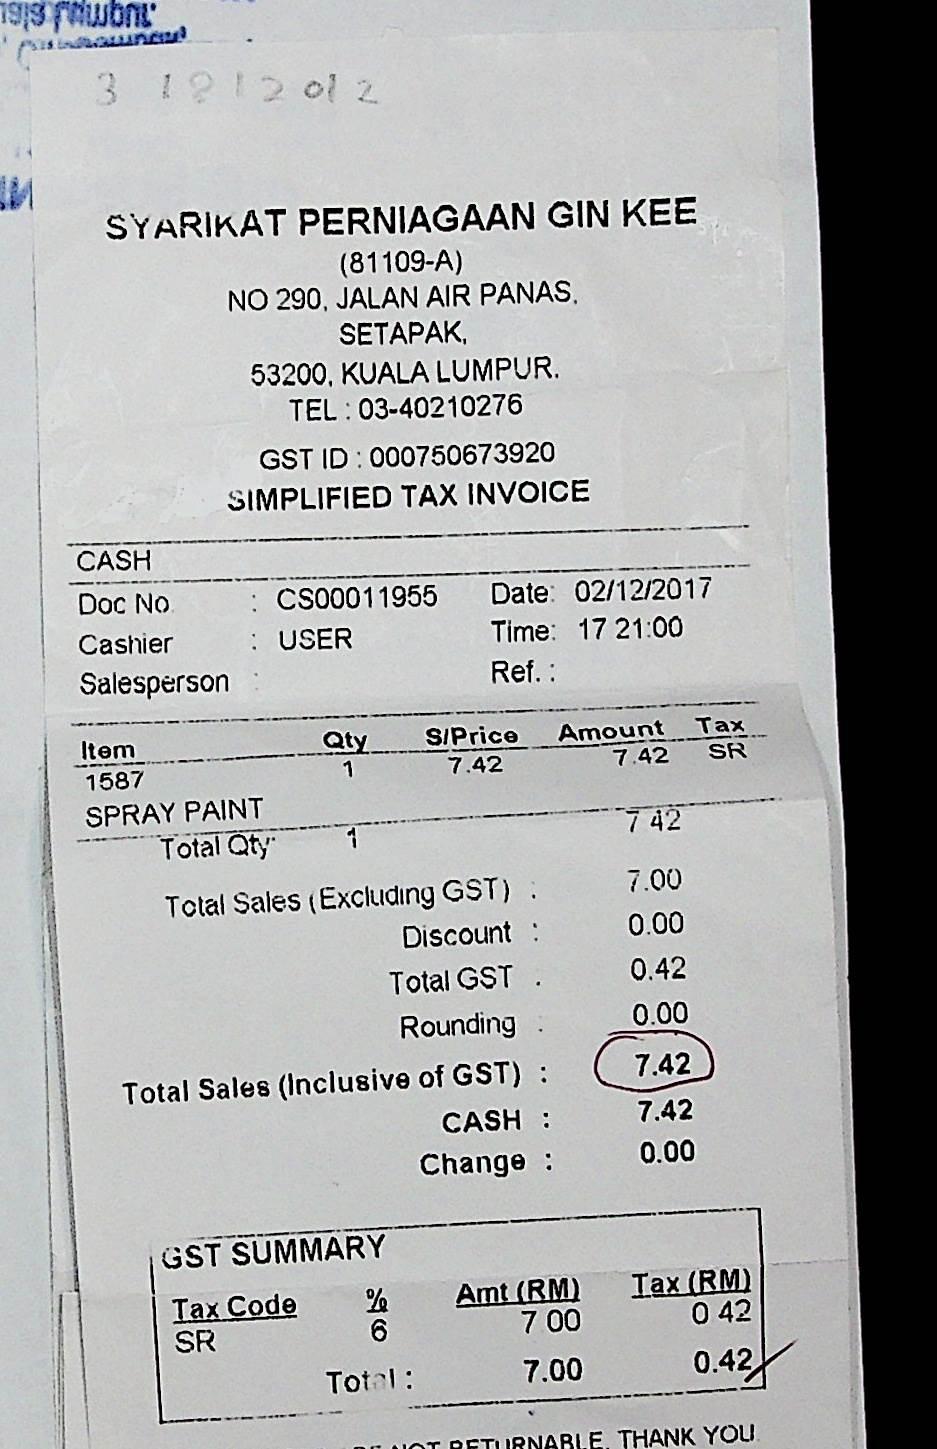 3 1812012
SYARIKAT PERNIAGAAN GIN KEE
(81109-A)
NO 290, JALAN AIR PANAS,
SETAPAK,
53200, KUALA LUMPUR.
TEL : 03-40210276
GST ID : 000750673920
SIMPLIFIED TAX INVOICE
CASH
Doc No : CS00011955 Date: 02/12/2017
Cashier : USER Time: 17 21:00
Salesperson : Ref. :
Item Qty S/Price Amount Tax
1587 1 7.42 7.42 SR
SPRAY PAINT
Total Qty: 1 7 42
Total Sales (Excluding GST) : 7.00
Discount : 0.00
Total GST . 0.42
Rounding : 0.00
Total Sales (Inclusive of GST) : 7.42
CASH : 7.42
Change : 0.00
GST SUMMARY
Tax Code % Amt (RM) Tax (RM)
SR 6 7 00 0 42
Total : 7.00 0.42
NOT RETURNABLE, THANK YOU